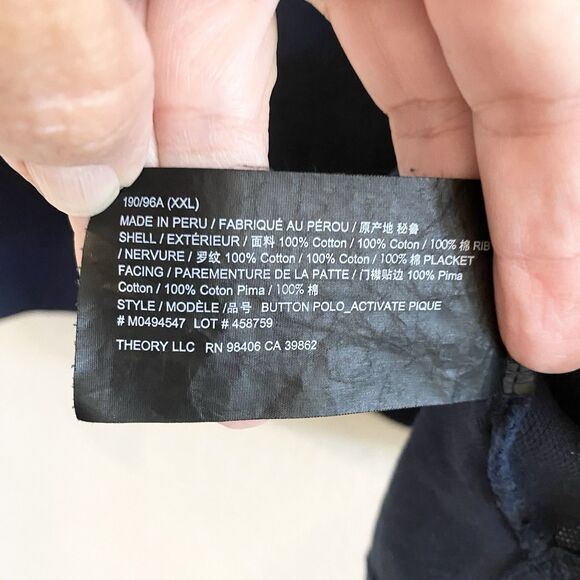 190/96A (XXL)
MADE IN PERU / FABRIQUÉ AU PÉROU / 原产地 秘鲁
SHELL / EXTÉRIEUR / 面料 100% Cotton / 100% Coton / 100% 棉 RIB
/ NERVURE / 罗纹 100% Cotton / 100% Coton / 100% 棉 PLACKET
FACING / PAREMENTURE DE LA PATTE / 门襟贴边 100% Pima
Cotton / 100% Coton Pima / 100% 棉
STYLE / MODÈLE /品号 BUTTON POLO_ACTIVATE PIQUE
# M0494547 LOT # 458759
THEORY LLC RN 98406 CA 39862